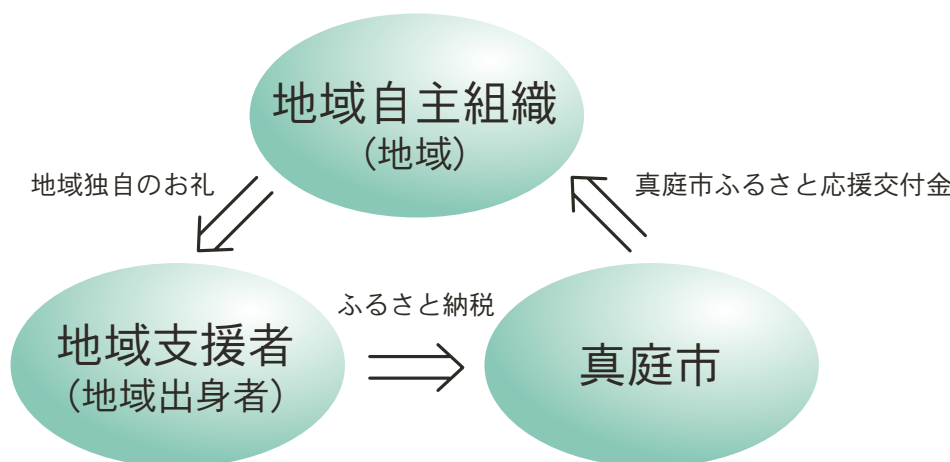 地域自主組織
(地域)
地域独自のお礼
真庭市ふるさと応援交付金
ふるさと納税
地域支援者
(地域出身者)
真庭市